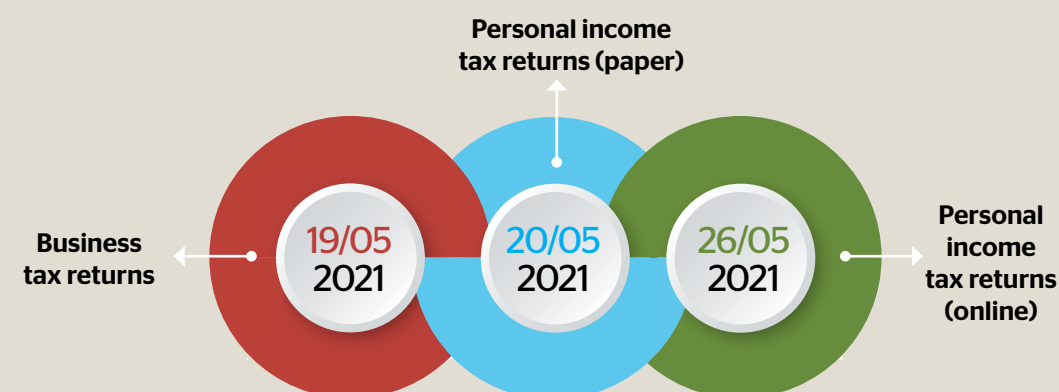 Personal income
tax returns (paper)
Business
tax returns
19/05
2021
20/05
2021
26/05
2021
Personal
income
tax returns
(online)